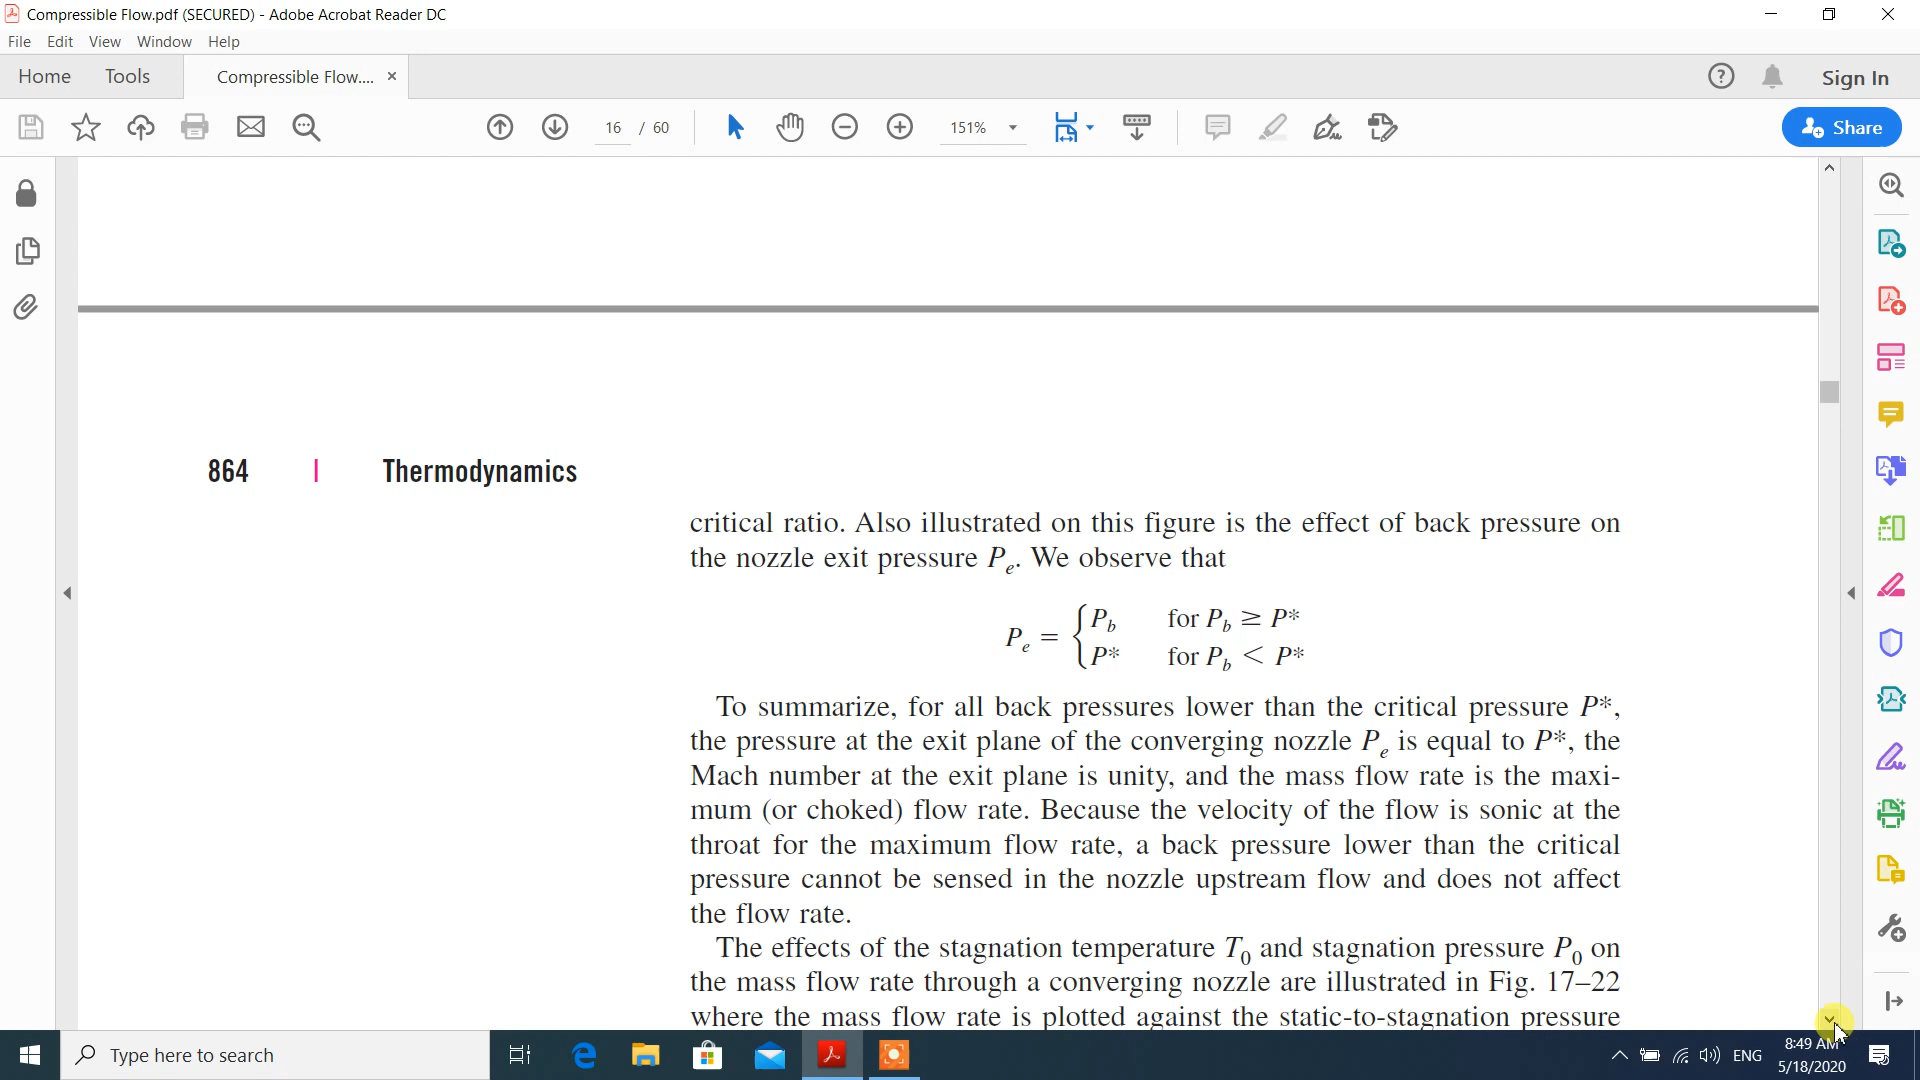 Compressible Flow.pdf (SECURED) - Adobe Acrobat Reader DC
File Edit View Window Help
Home Tools Compressible Flow.... × Sign In
16 / 60 151% Share
864 | Thermodynamics
critical ratio. Also illustrated on this figure is the effect of back pressure on
the nozzle exit pressure Pe. We observe that
Pe = { Pb for Pb ≥ P*
P* for Pb < P*
To summarize, for all back pressures lower than the critical pressure P*,
the pressure at the exit plane of the converging nozzle Pe is equal to P*, the
Mach number at the exit plane is unity, and the mass flow rate is the maxi-
mum (or choked) flow rate. Because the velocity of the flow is sonic at the
throat for the maximum flow rate, a back pressure lower than the critical
pressure cannot be sensed in the nozzle upstream flow and does not affect
the flow rate.
The effects of the stagnation temperature T0 and stagnation pressure P0 on
the mass flow rate through a converging nozzle are illustrated in Fig. 17–22
where the mass flow rate is plotted against the static-to-stagnation pressure
Type here to search
ENG
8:49 AM
5/18/2020